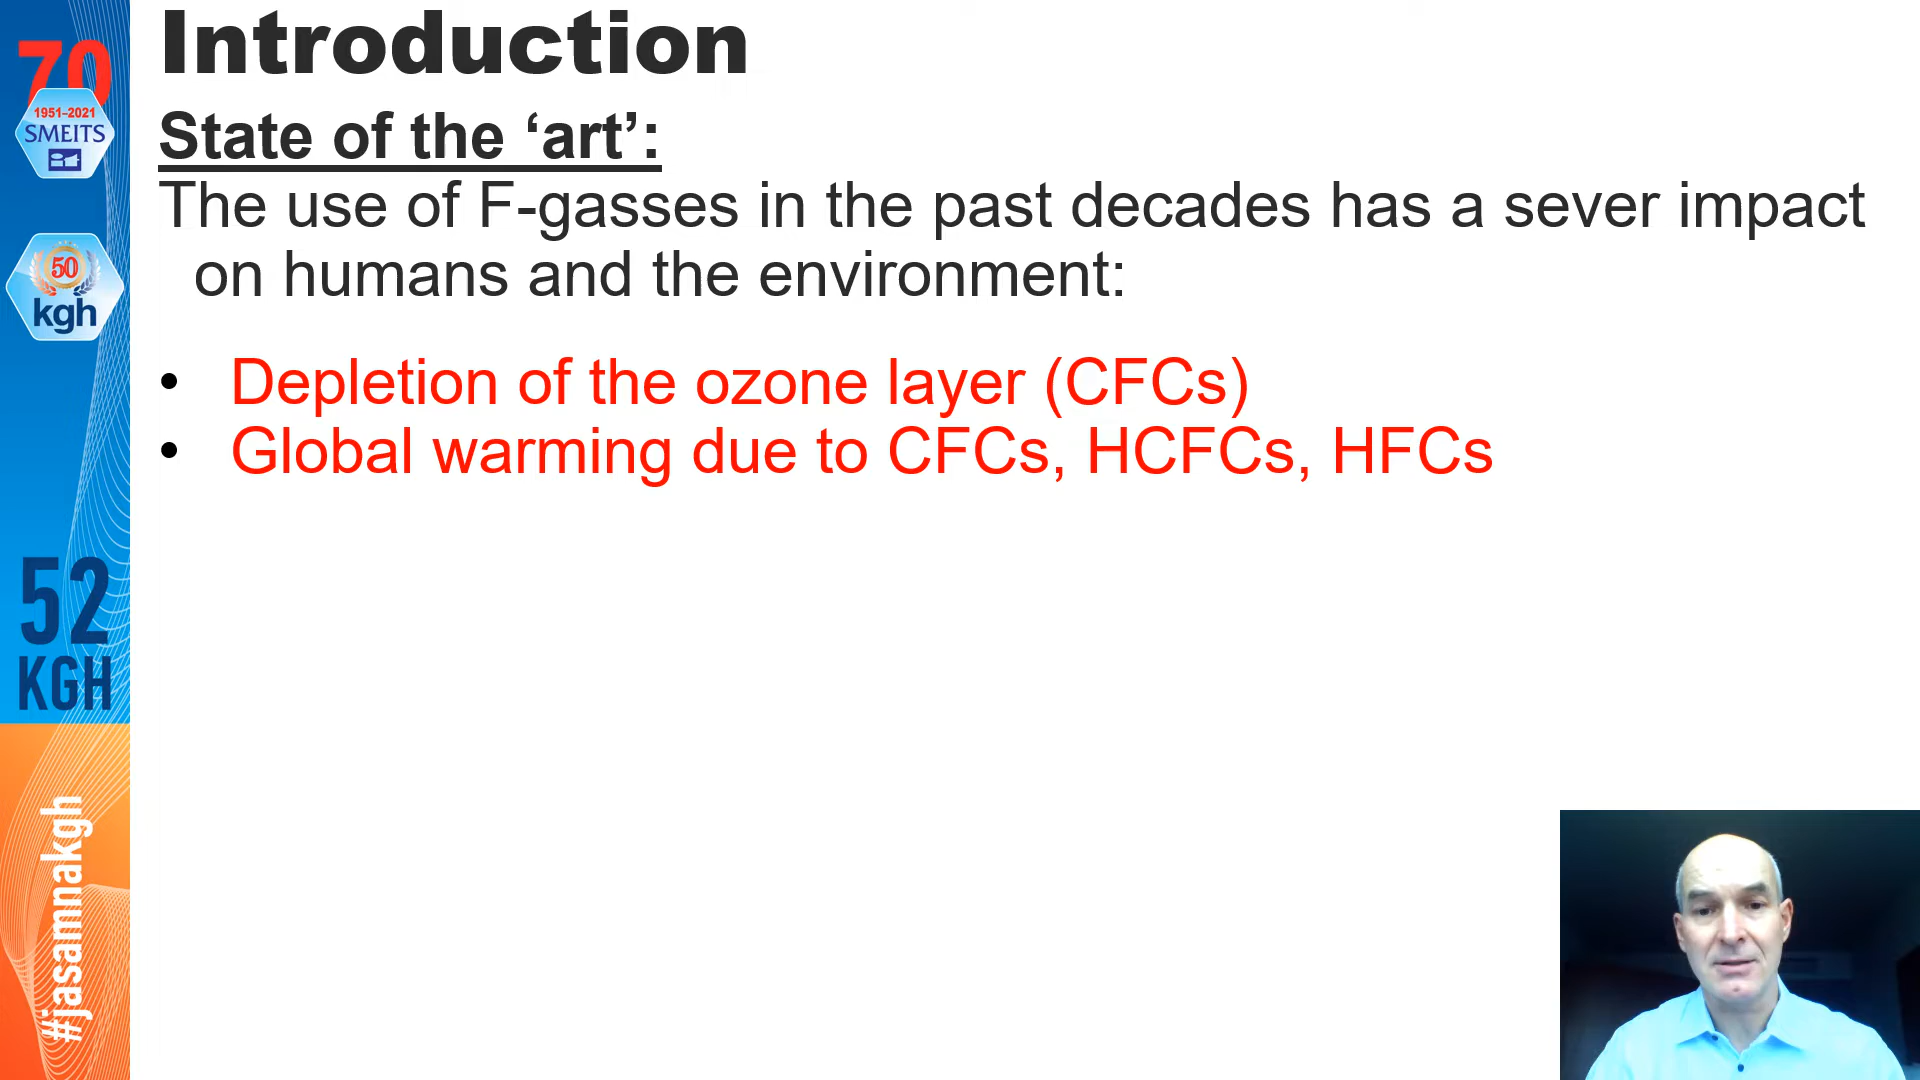 Introduction
State of the ‘art’:
The use of F-gasses in the past decades has a sever impact
on humans and the environment:
• Depletion of the ozone layer (CFCs)
• Global warming due to CFCs, HCFCs, HFCs
70
1951-2021
SMEITS
50
kgh
52
KGH
#jasamnakgh